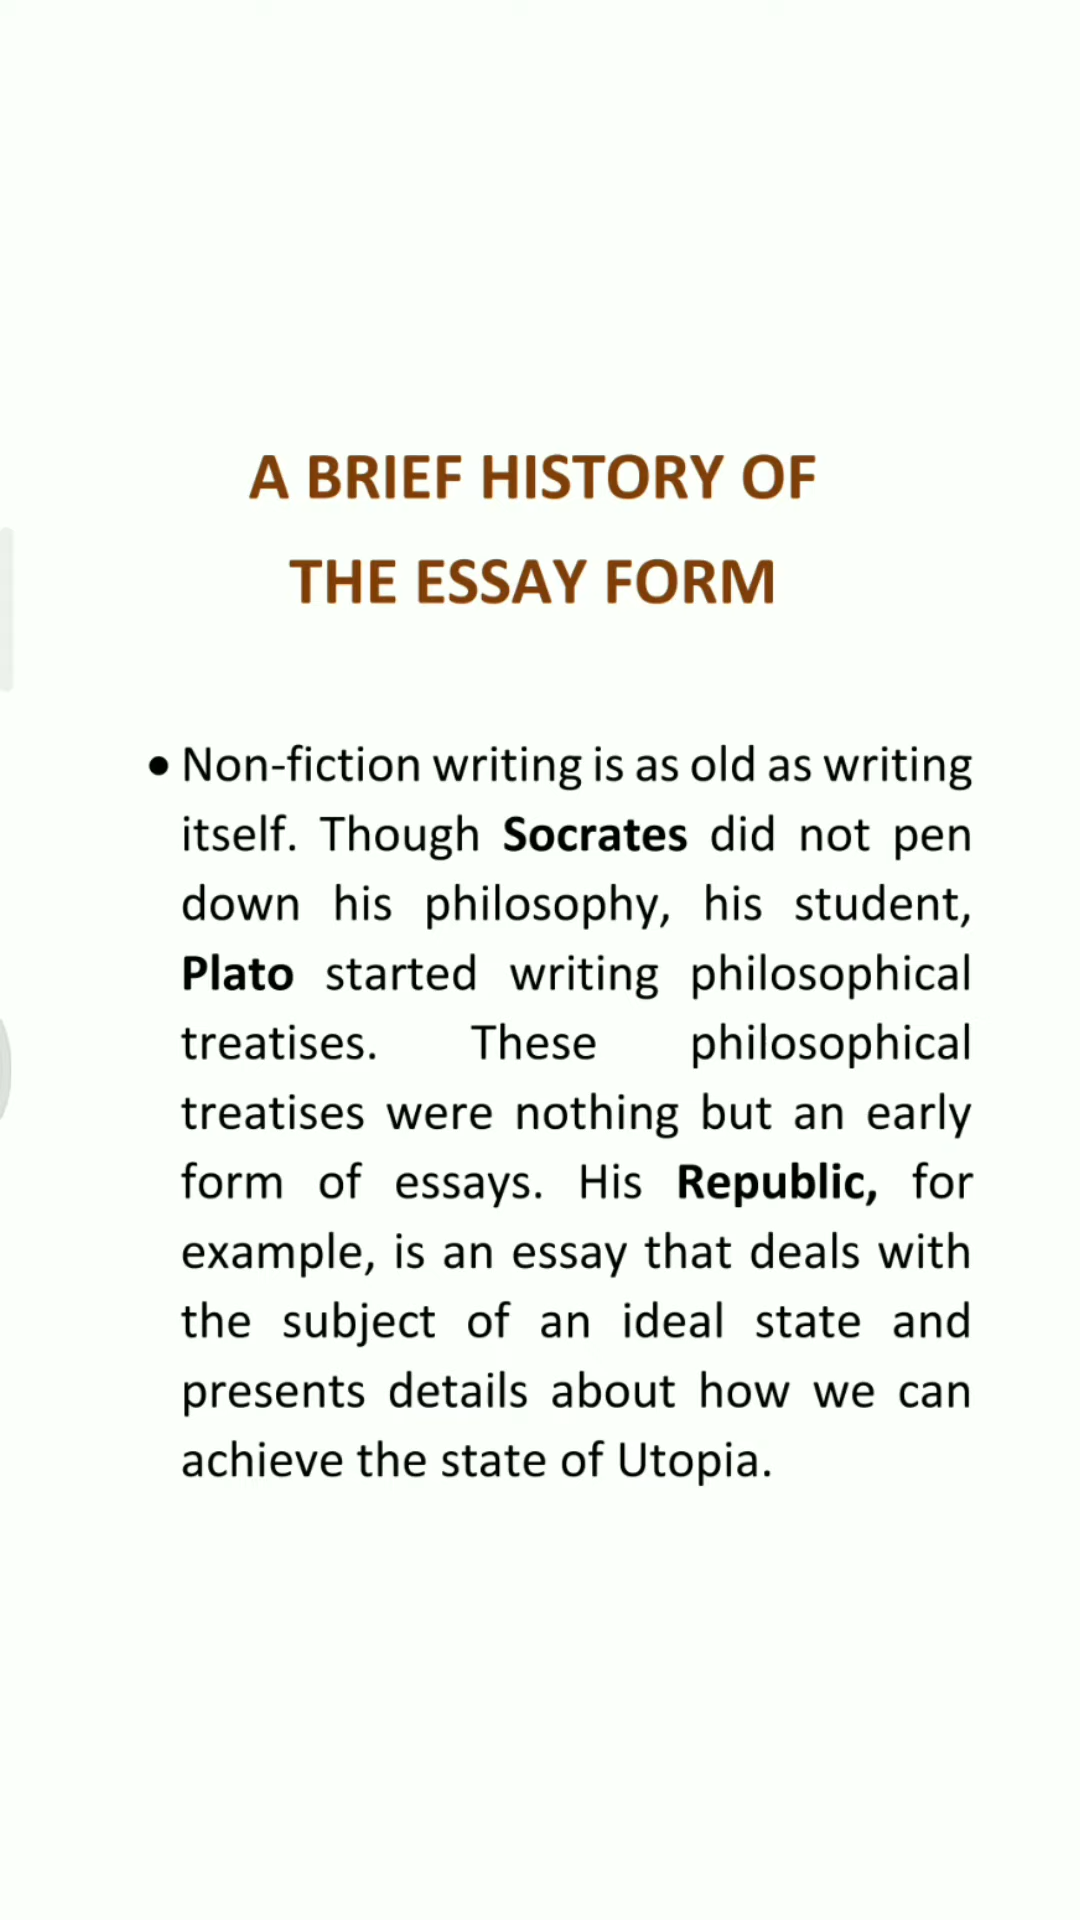 A BRIEF HISTORY OF
THE ESSAY FORM
• Non-fiction writing is as old as writing
itself. Though Socrates did not pen
down his philosophy, his student,
Plato started writing philosophical
treatises. These philosophical
treatises were nothing but an early
form of essays. His Republic, for
example, is an essay that deals with
the subject of an ideal state and
presents details about how we can
achieve the state of Utopia.